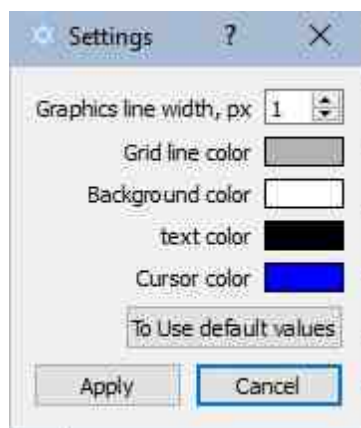 Settings ?
Graphics line width, px 1
Grid line color
Background color
text color
Cursor color
To Use default values
Apply Cancel